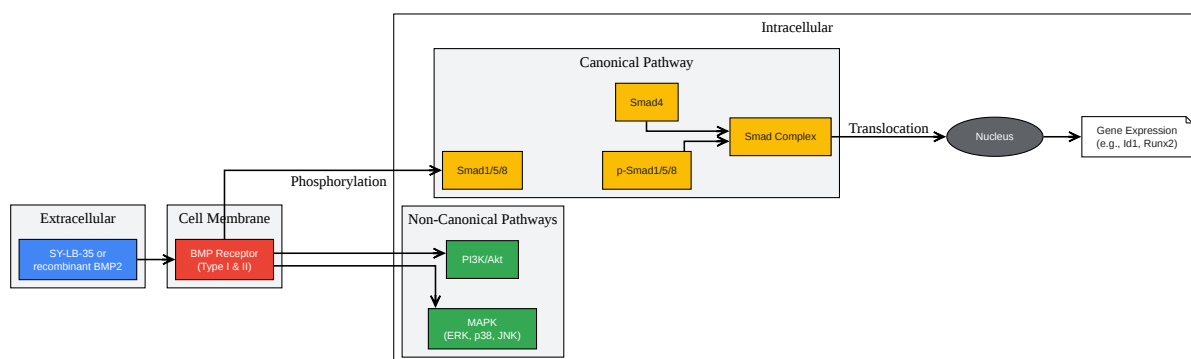 Intracellular
Canonical Pathway
Smad4
Smad Complex
Translocation
Nucleus
Gene Expression
(e.g., Id1, Runx2)
Smad1/5/8
p-Smad1/5/8
Phosphorylation
Extracellular
SY-LB-35 or
recombinant BMP2
Cell Membrane
BMP Receptor
(Type I & II)
Non-Canonical Pathways
PI3K/Akt
MAPK
(ERK, p38, JNK)